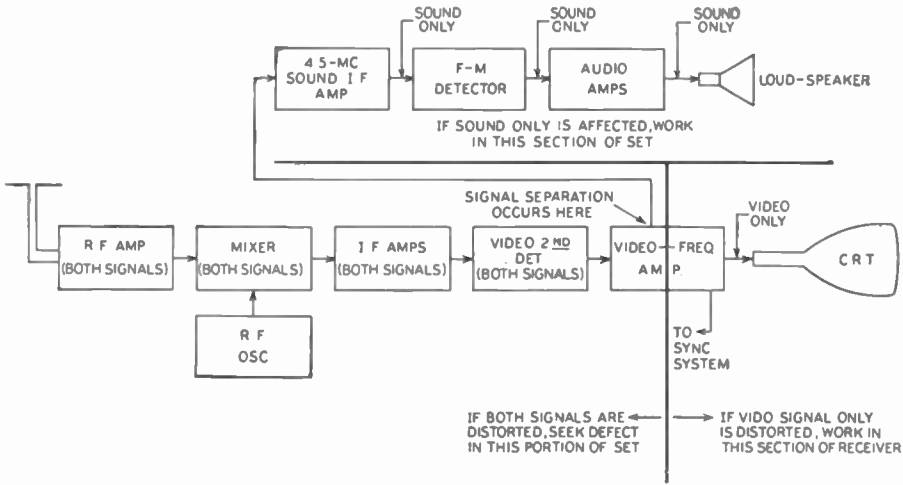 SOUND
ONLY
SOUND
ONLY
SOUND
ONLY
4 5-MC
SOUND I F
AMP
F-M
DETECTOR
AUDIO
AMPS
LOUD-SPEAKER
IF SOUND ONLY IS AFFECTED, WORK
IN THIS SECTION OF SET
SIGNAL SEPARATION
OCCURS HERE
VIDEO
ONLY
R F AMP
(BOTH SIGNALS)
MIXER
(BOTH SIGNALS)
I F AMPS
(BOTH SIGNALS)
VIDEO 2 ND
DET
(BOTH SIGNALS)
VIDEO-FREQ
AMP.
C R T
R F
OSC
TO
SYNC
SYSTEM
IF BOTH SIGNALS ARE
DISTORTED, SEEK DEFECT
IN THIS PORTION OF SET
IF VIDO SIGNAL ONLY
IS DISTORTED, WORK IN
THIS SECTION OF RECEIVER